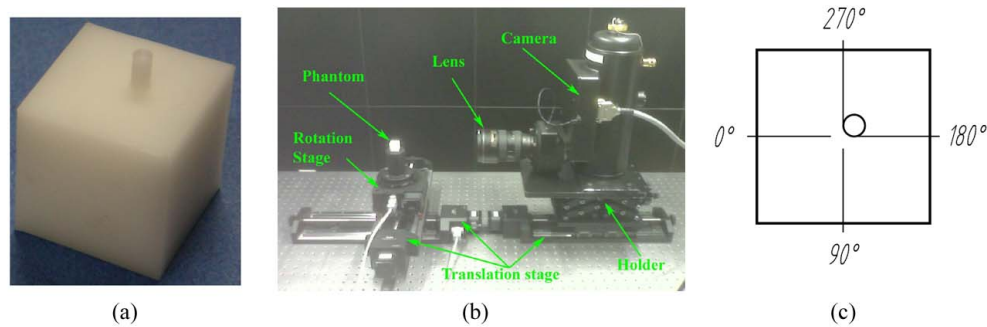 Phantom
Rotation
Stage
Lens
Camera
Translation stage
Holder
270°
0°
180°
90°
(a)
(b)
(c)